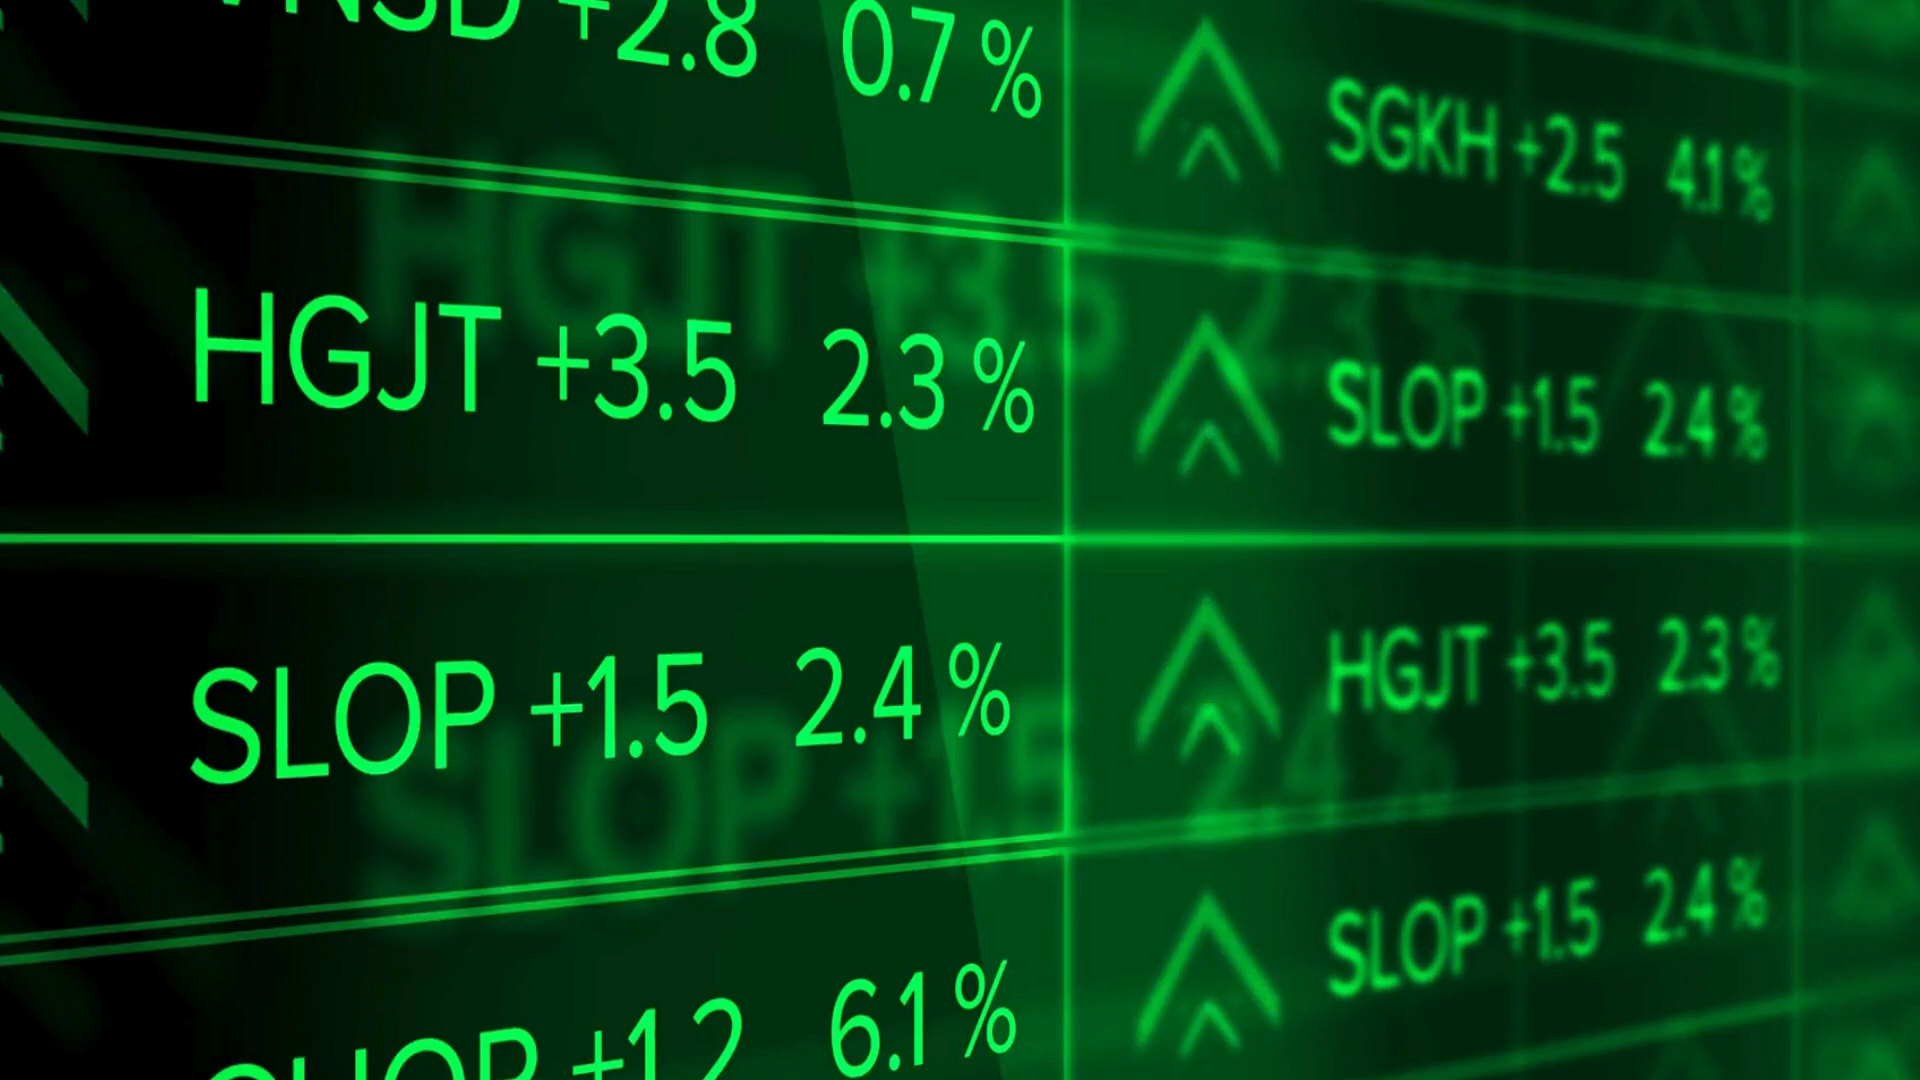 +2.8 0.7%
HGJT +3.5 2.3%
SLOP +1.5 2.4%
+1.2 6.1%
SGKH +2.5 4.1%
SLOP +1.5 2.4%
HGJT +3.5 2.3%
SLOP +1.5 2.4%